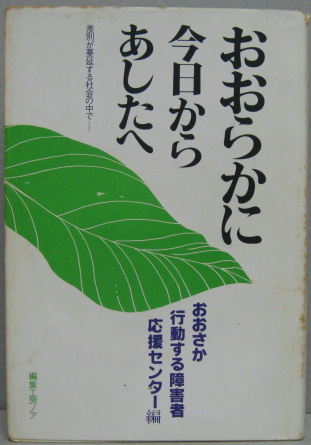 おおらかに
今日から
あしたへ
差別が蔓延する社会の中で――
おおさか
行動する障害者
応援センター編
編集工房ノア